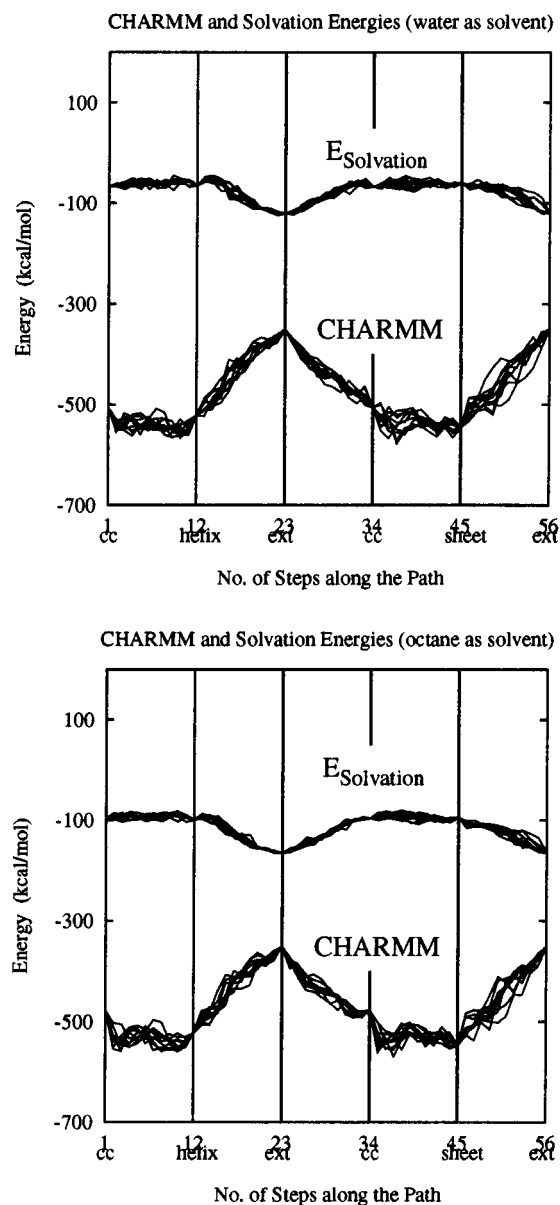 CHARMM and Solvation Energies (water as solvent)
100
E Solvation
-100
-300
CHARMM
-500
-700
1 12 23 34 45 56
cc helix ext cc sheet ext
Energy (kcal/mol)
No. of Steps along the Path
CHARMM and Solvation Energies (octane as solvent)
100
E Solvation
-100
-300
CHARMM
-500
-700
1 12 23 34 45 56
cc helix ext cc sheet ext
Energy (kcal/mol)
No. of Steps along the Path